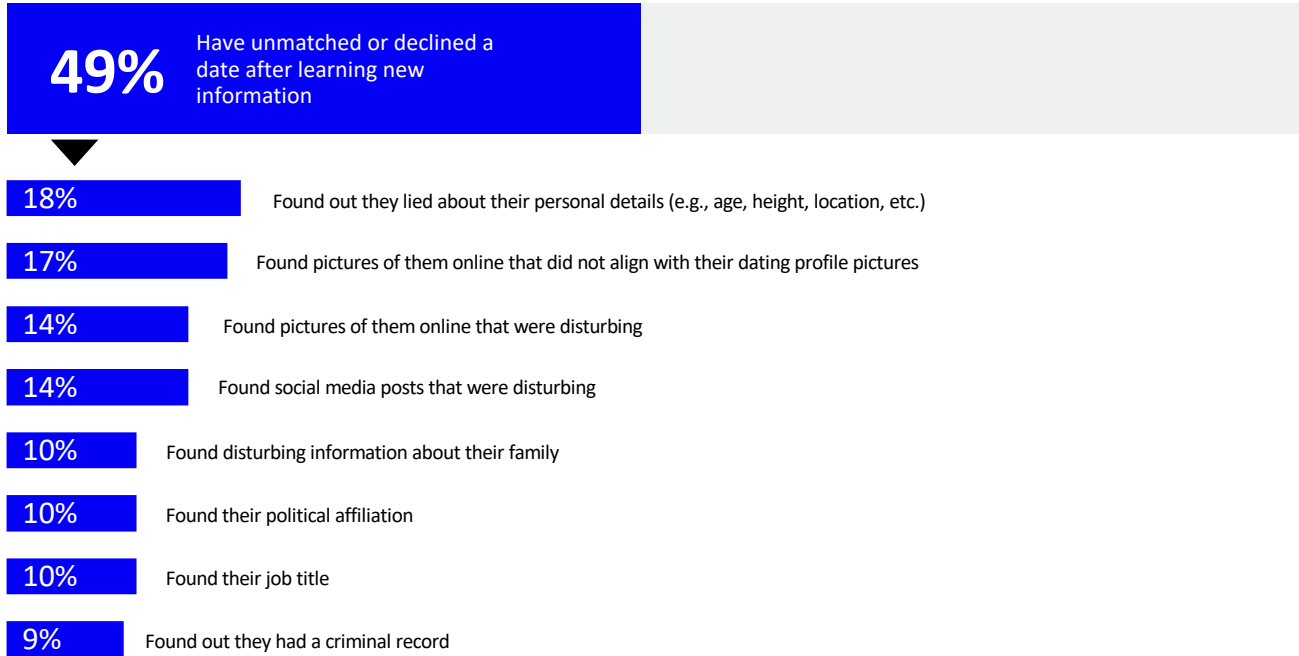 49%
Have unmatched or declined a
date after learning new
information
18%
Found out they lied about their personal details (e.g., age, height, location, etc.)
17%
Found pictures of them online that did not align with their dating profile pictures
14%
Found pictures of them online that were disturbing
14%
Found social media posts that were disturbing
10%
Found disturbing information about their family
10%
Found their political affiliation
10%
Found their job title
9%
Found out they had a criminal record